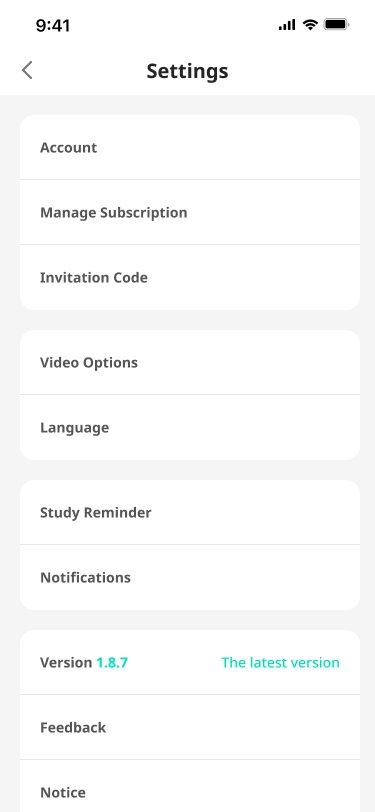 9:41
Settings
Account
Manage Subscription
Invitation Code
Video Options
Language
Study Reminder
Notifications
Version 1.8.7 The latest version
Feedback
Notice